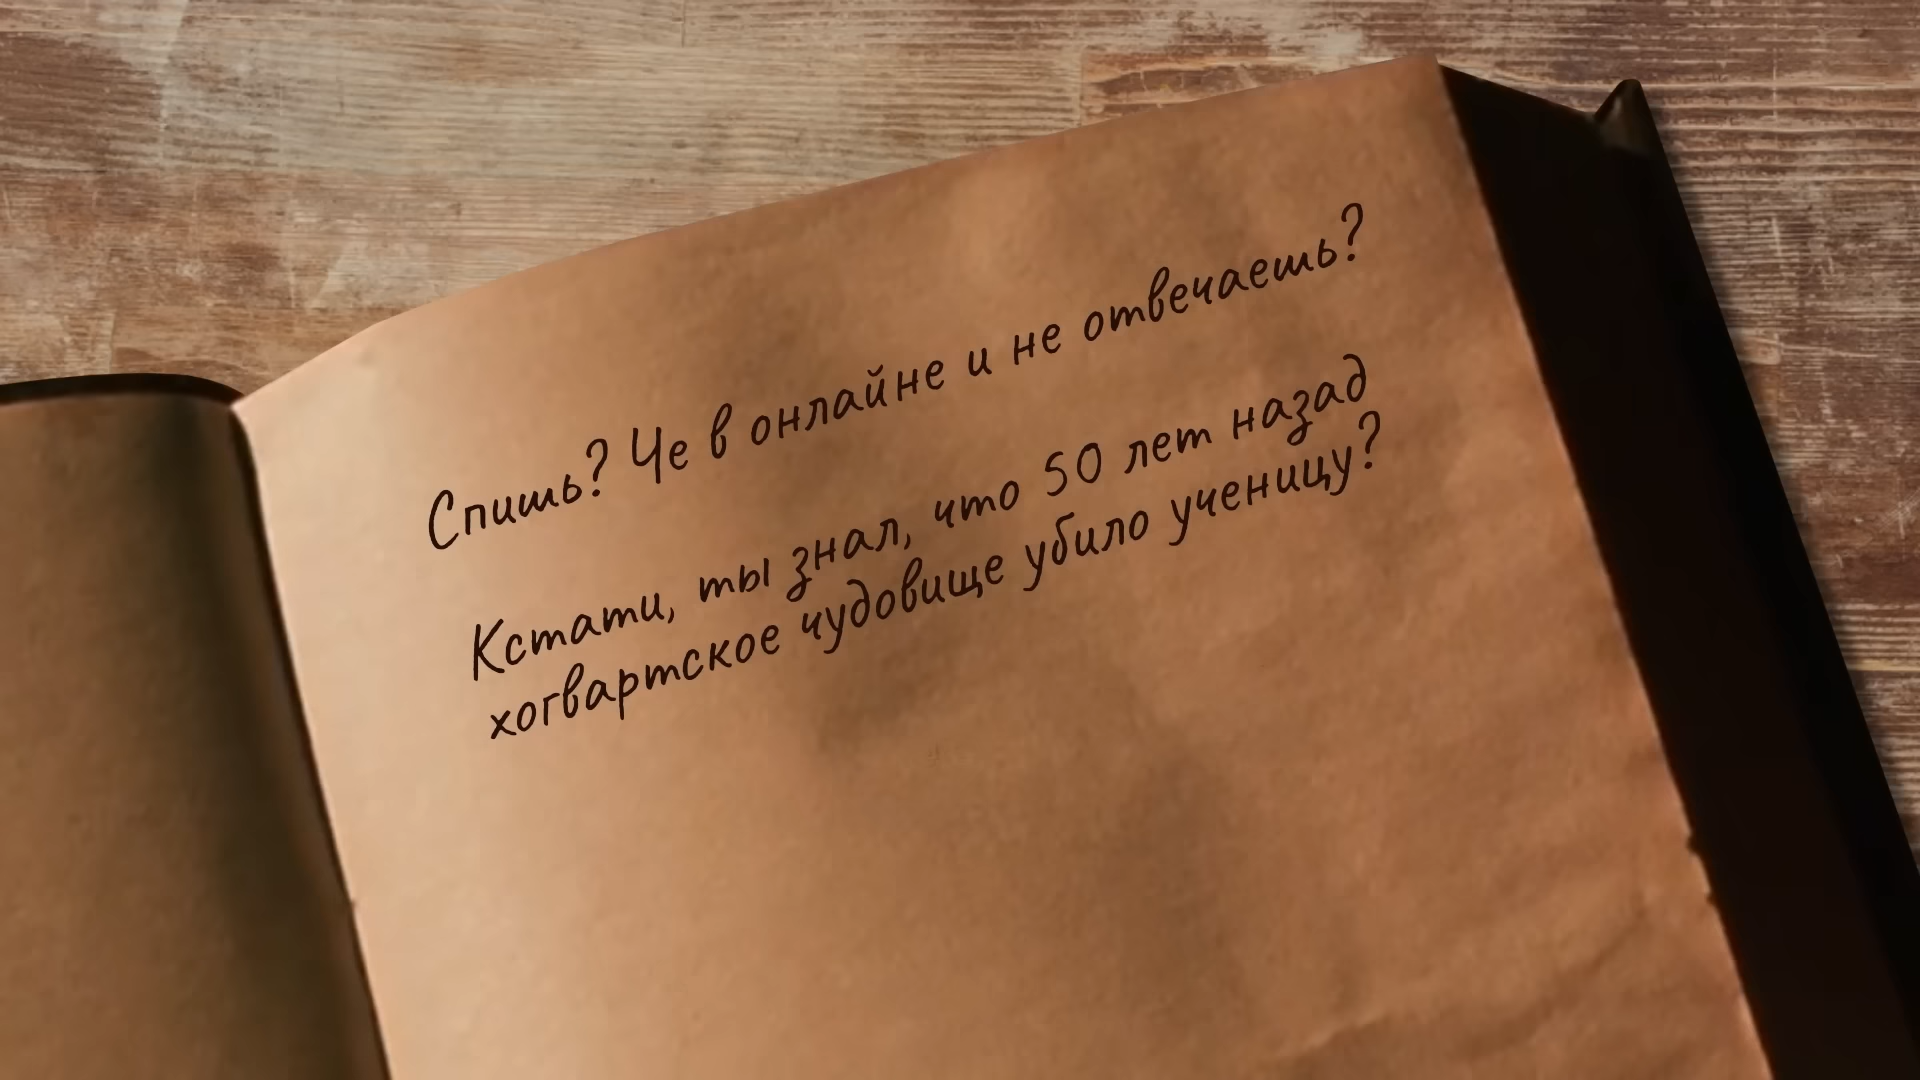 Спишь? Че в онлайне и не отвечаешь?
Кстати, ты знал, что 50 лет назад
хогвартское чудовище убило ученицу?